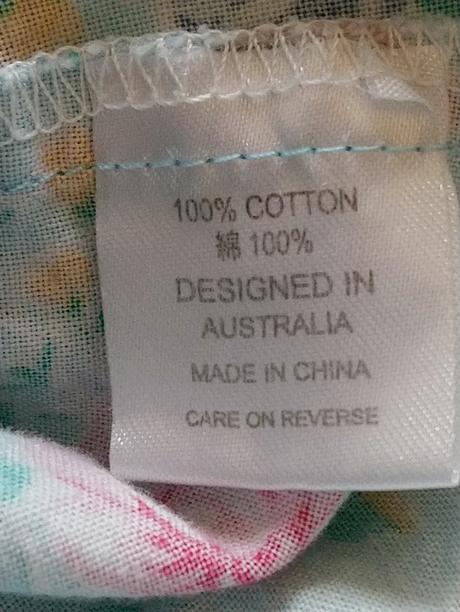 100% COTTON
綿 100%
DESIGNED IN
AUSTRALIA
MADE IN CHINA
CARE ON REVERSE